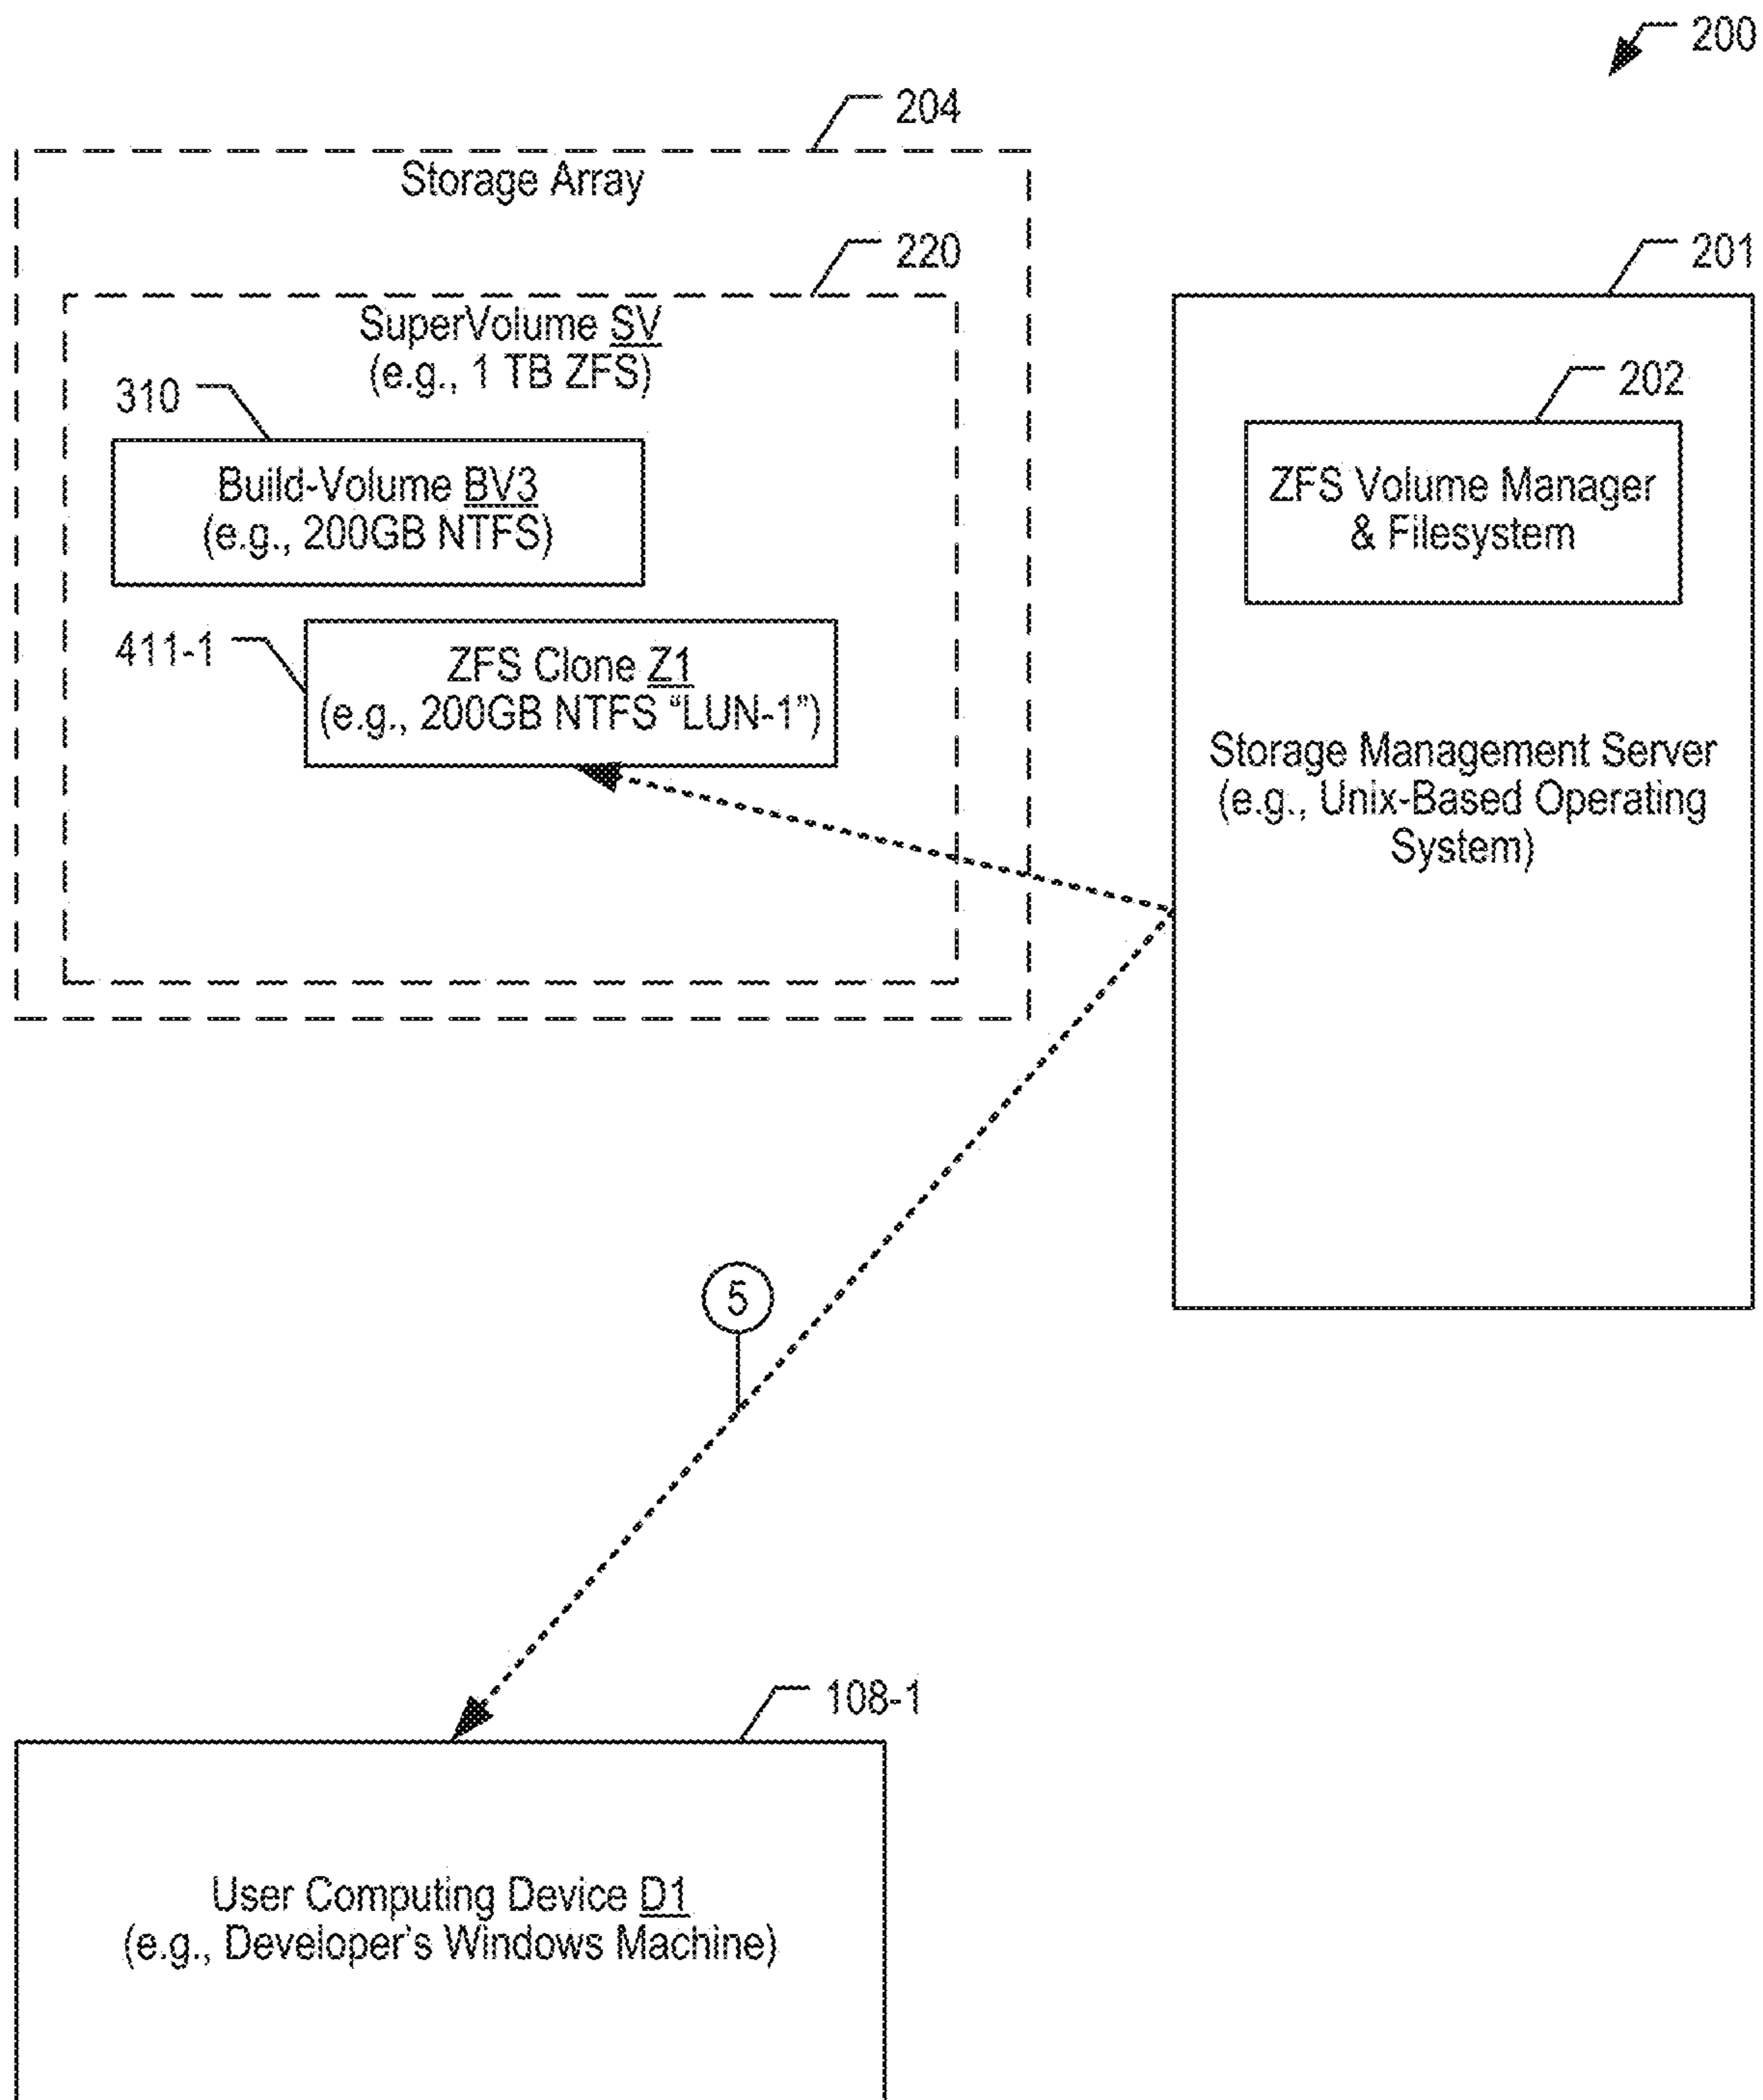 200
204
Storage Array
220
201
SuperVolume SV
(e.g., 1 TB ZFS)
202
310
Build-Volume BV3
(e.g., 200GB NTFS)
ZFS Volume Manager
& Filesystem
411-1
ZFS Clone Z1
(e.g., 200GB NTFS “LUN-1”)
Storage Management Server
(e.g., Unix-Based Operating
System)
5
108-1
User Computing Device D1
(e.g., Developer's Windows Machine)